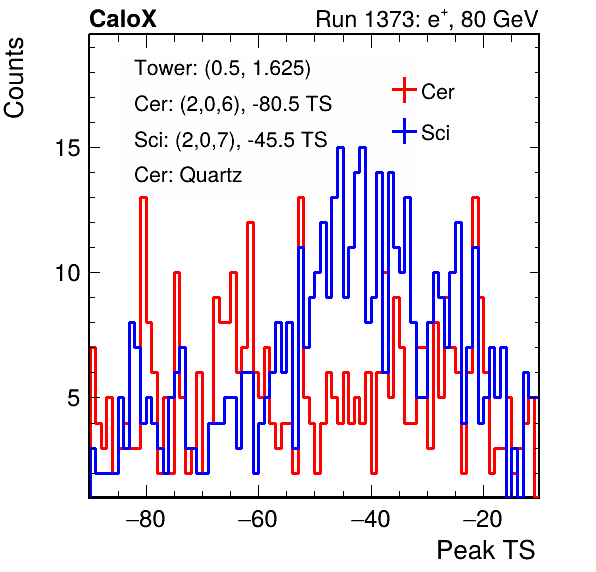 CaloX Run 1373: e⁺, 80 GeV
Counts
Tower: (0.5, 1.625)
Cer: (2,0,6), -80.5 TS
Sci: (2,0,7), -45.5 TS
Cer: Quartz
Cer
Sci
15
10
5
−80 −60 −40 −20
Peak TS